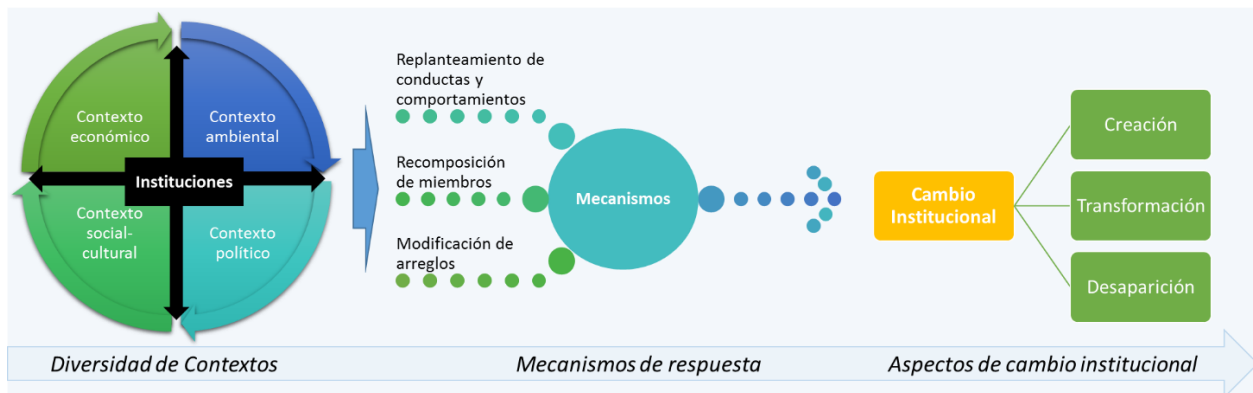 Contexto
económico
Contexto
ambiental
Instituciones
Contexto
social-
cultural
Contexto
político
Replanteamiento de
conductas y
comportamientos
Recomposición
de miembros
Modificación de
arreglos
Mecanismos
Cambio
Institucional
Creación
Transformación
Desaparición
Diversidad de Contextos
Mecanismos de respuesta
Aspectos de cambio institucional